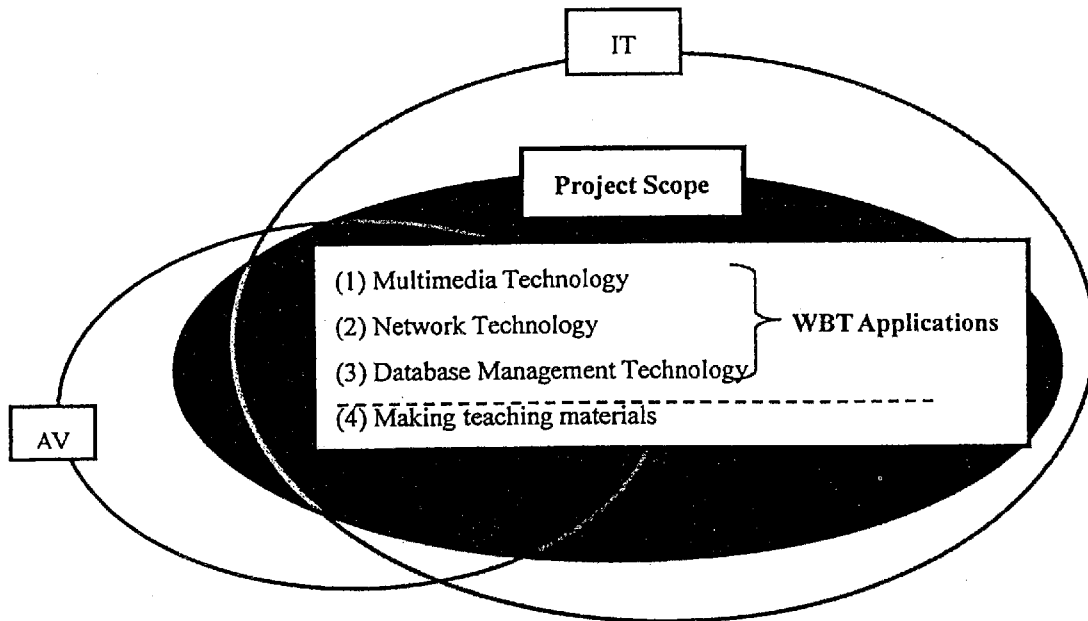 IT
Project Scope
(1) Multimedia Technology
(2) Network Technology
WBT Applications
(3) Database Management Technology
(4) Making teaching materials
AV